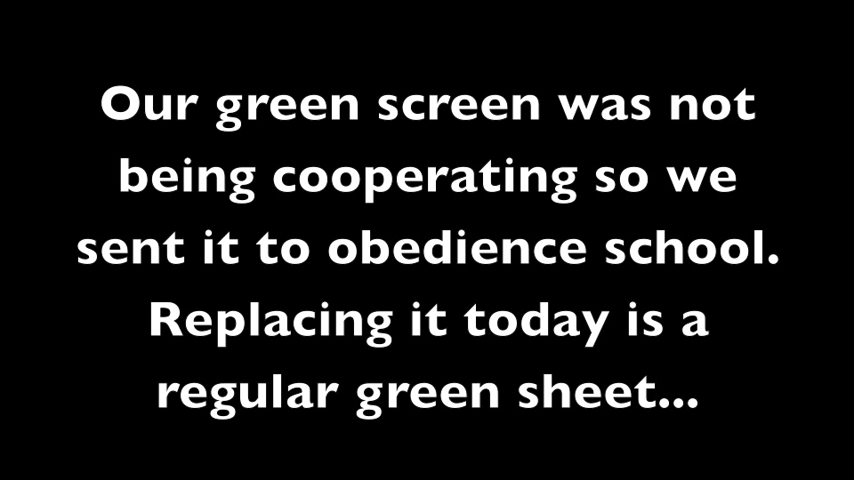 Our green screen was not
being cooperating so we
sent it to obedience school.
Replacing it today is a
regular green sheet...